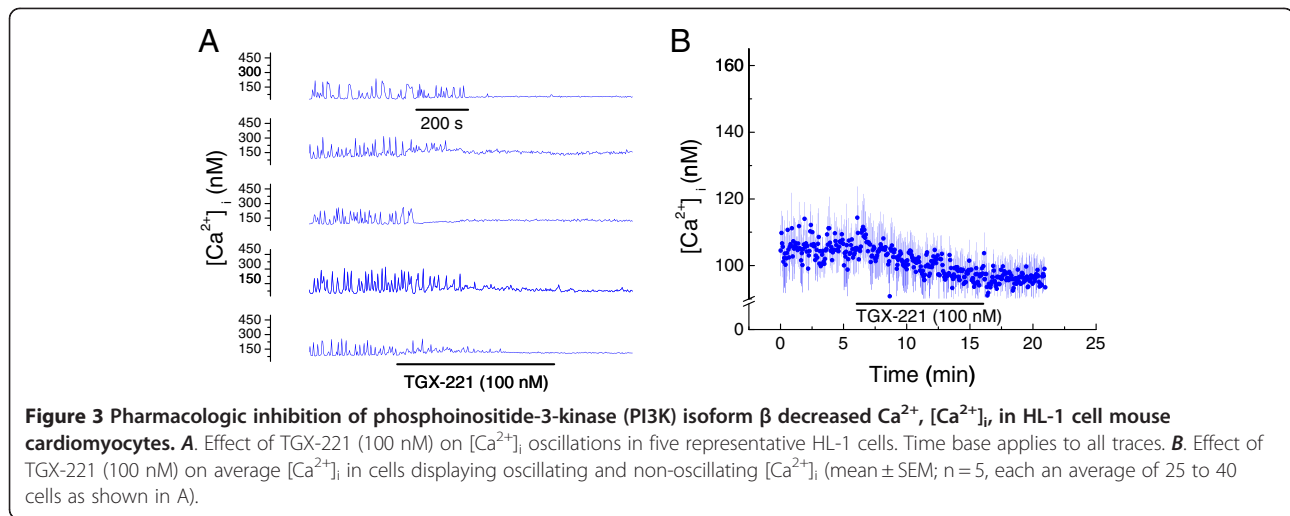 A
B
450
300
150
200 s
450
300
150
450
300
150
450
300
150
450
300
150
[Ca²⁺]ᵢ (nM)
TGX-221 (100 nM)
160
140
120
100
0
[Ca²⁺]ᵢ (nM)
TGX-221 (100 nM)
0 5 10 15 20 25
Time (min)
Figure 3 Pharmacologic inhibition of phosphoinositide-3-kinase (PI3K) isoform β decreased Ca²⁺, [Ca²⁺]ᵢ, in HL-1 cell mouse
cardiomyocytes. A. Effect of TGX-221 (100 nM) on [Ca²⁺]ᵢ oscillations in five representative HL-1 cells. Time base applies to all traces. B. Effect of
TGX-221 (100 nM) on average [Ca²⁺]ᵢ in cells displaying oscillating and non-oscillating [Ca²⁺]ᵢ (mean ± SEM; n = 5, each an average of 25 to 40
cells as shown in A).